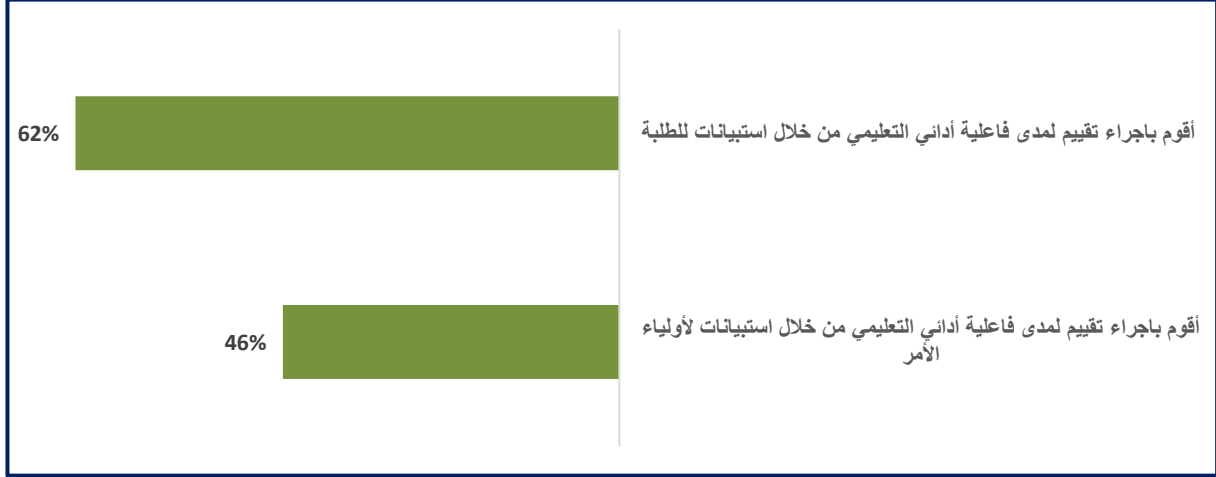 أقوم باجراء تقييم لمدى فاعلية أدائي التعليمي من خلال استبيانات للطلبة
62%
أقوم باجراء تقييم لمدى فاعلية أدائي التعليمي من خلال استبيانات لأولياء
الأمر
46%